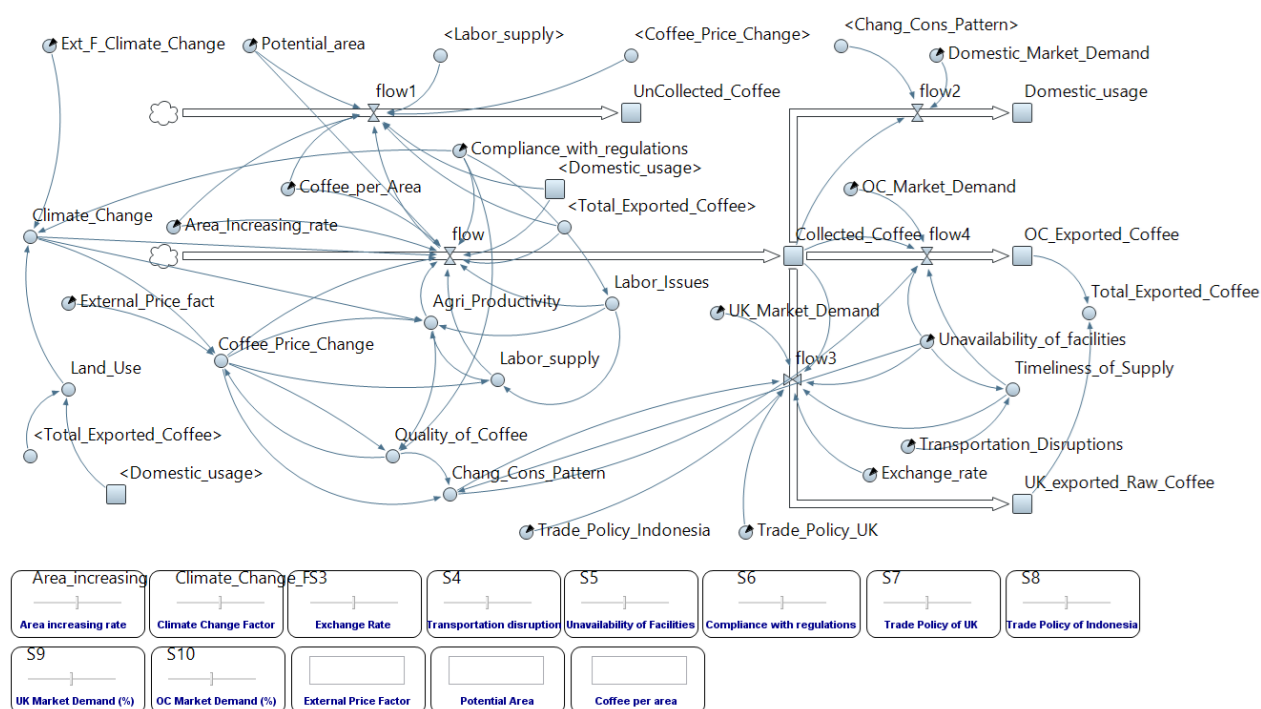 <Chang_Cons_Pattern>
<Labor_supply>
<Coffee_Price_Change>
Ext_F_Climate_Change
Potential_area
Domestic_Market_Demand
flow1
UnCollected_Coffee
flow2
Domestic_usage
Compliance_with_regulations
<Domestic_usage>
Coffee_per_Area
OC_Market_Demand
<Total_Exported_Coffee>
Climate_Change
Area_Increasing_rate
flow
Collected_Coffee
flow4
OC_Exported_Coffee
Labor_Issues
Total_Exported_Coffee
External_Price_fact
Agri_Productivity
UK_Market_Demand
Coffee_Price_Change
Unavailability_of_facilities
Labor_supply
flow3
Land_Use
Timeliness_of_Supply
<Total_Exported_Coffee>
Quality_of_Coffee
Transportation_Disruptions
<Domestic_usage>
Chang_Cons_Pattern
Exchange_rate
UK_exported_Raw_Coffee
Trade_Policy_Indonesia
Trade_Policy_UK
Area_increasing
Climate_Change_F
S3
S4
S5
S6
S7
S8
Area increasing rate
Climate Change Factor
Exchange Rate
Transportation disruption
Unavailability of Facilities
Compliance with regulations
Trade Policy of UK
Trade Policy of Indonesia
S9
S10
UK Market Demand (%)
OC Market Demand (%)
External Price Factor
Potential Area
Coffee per area